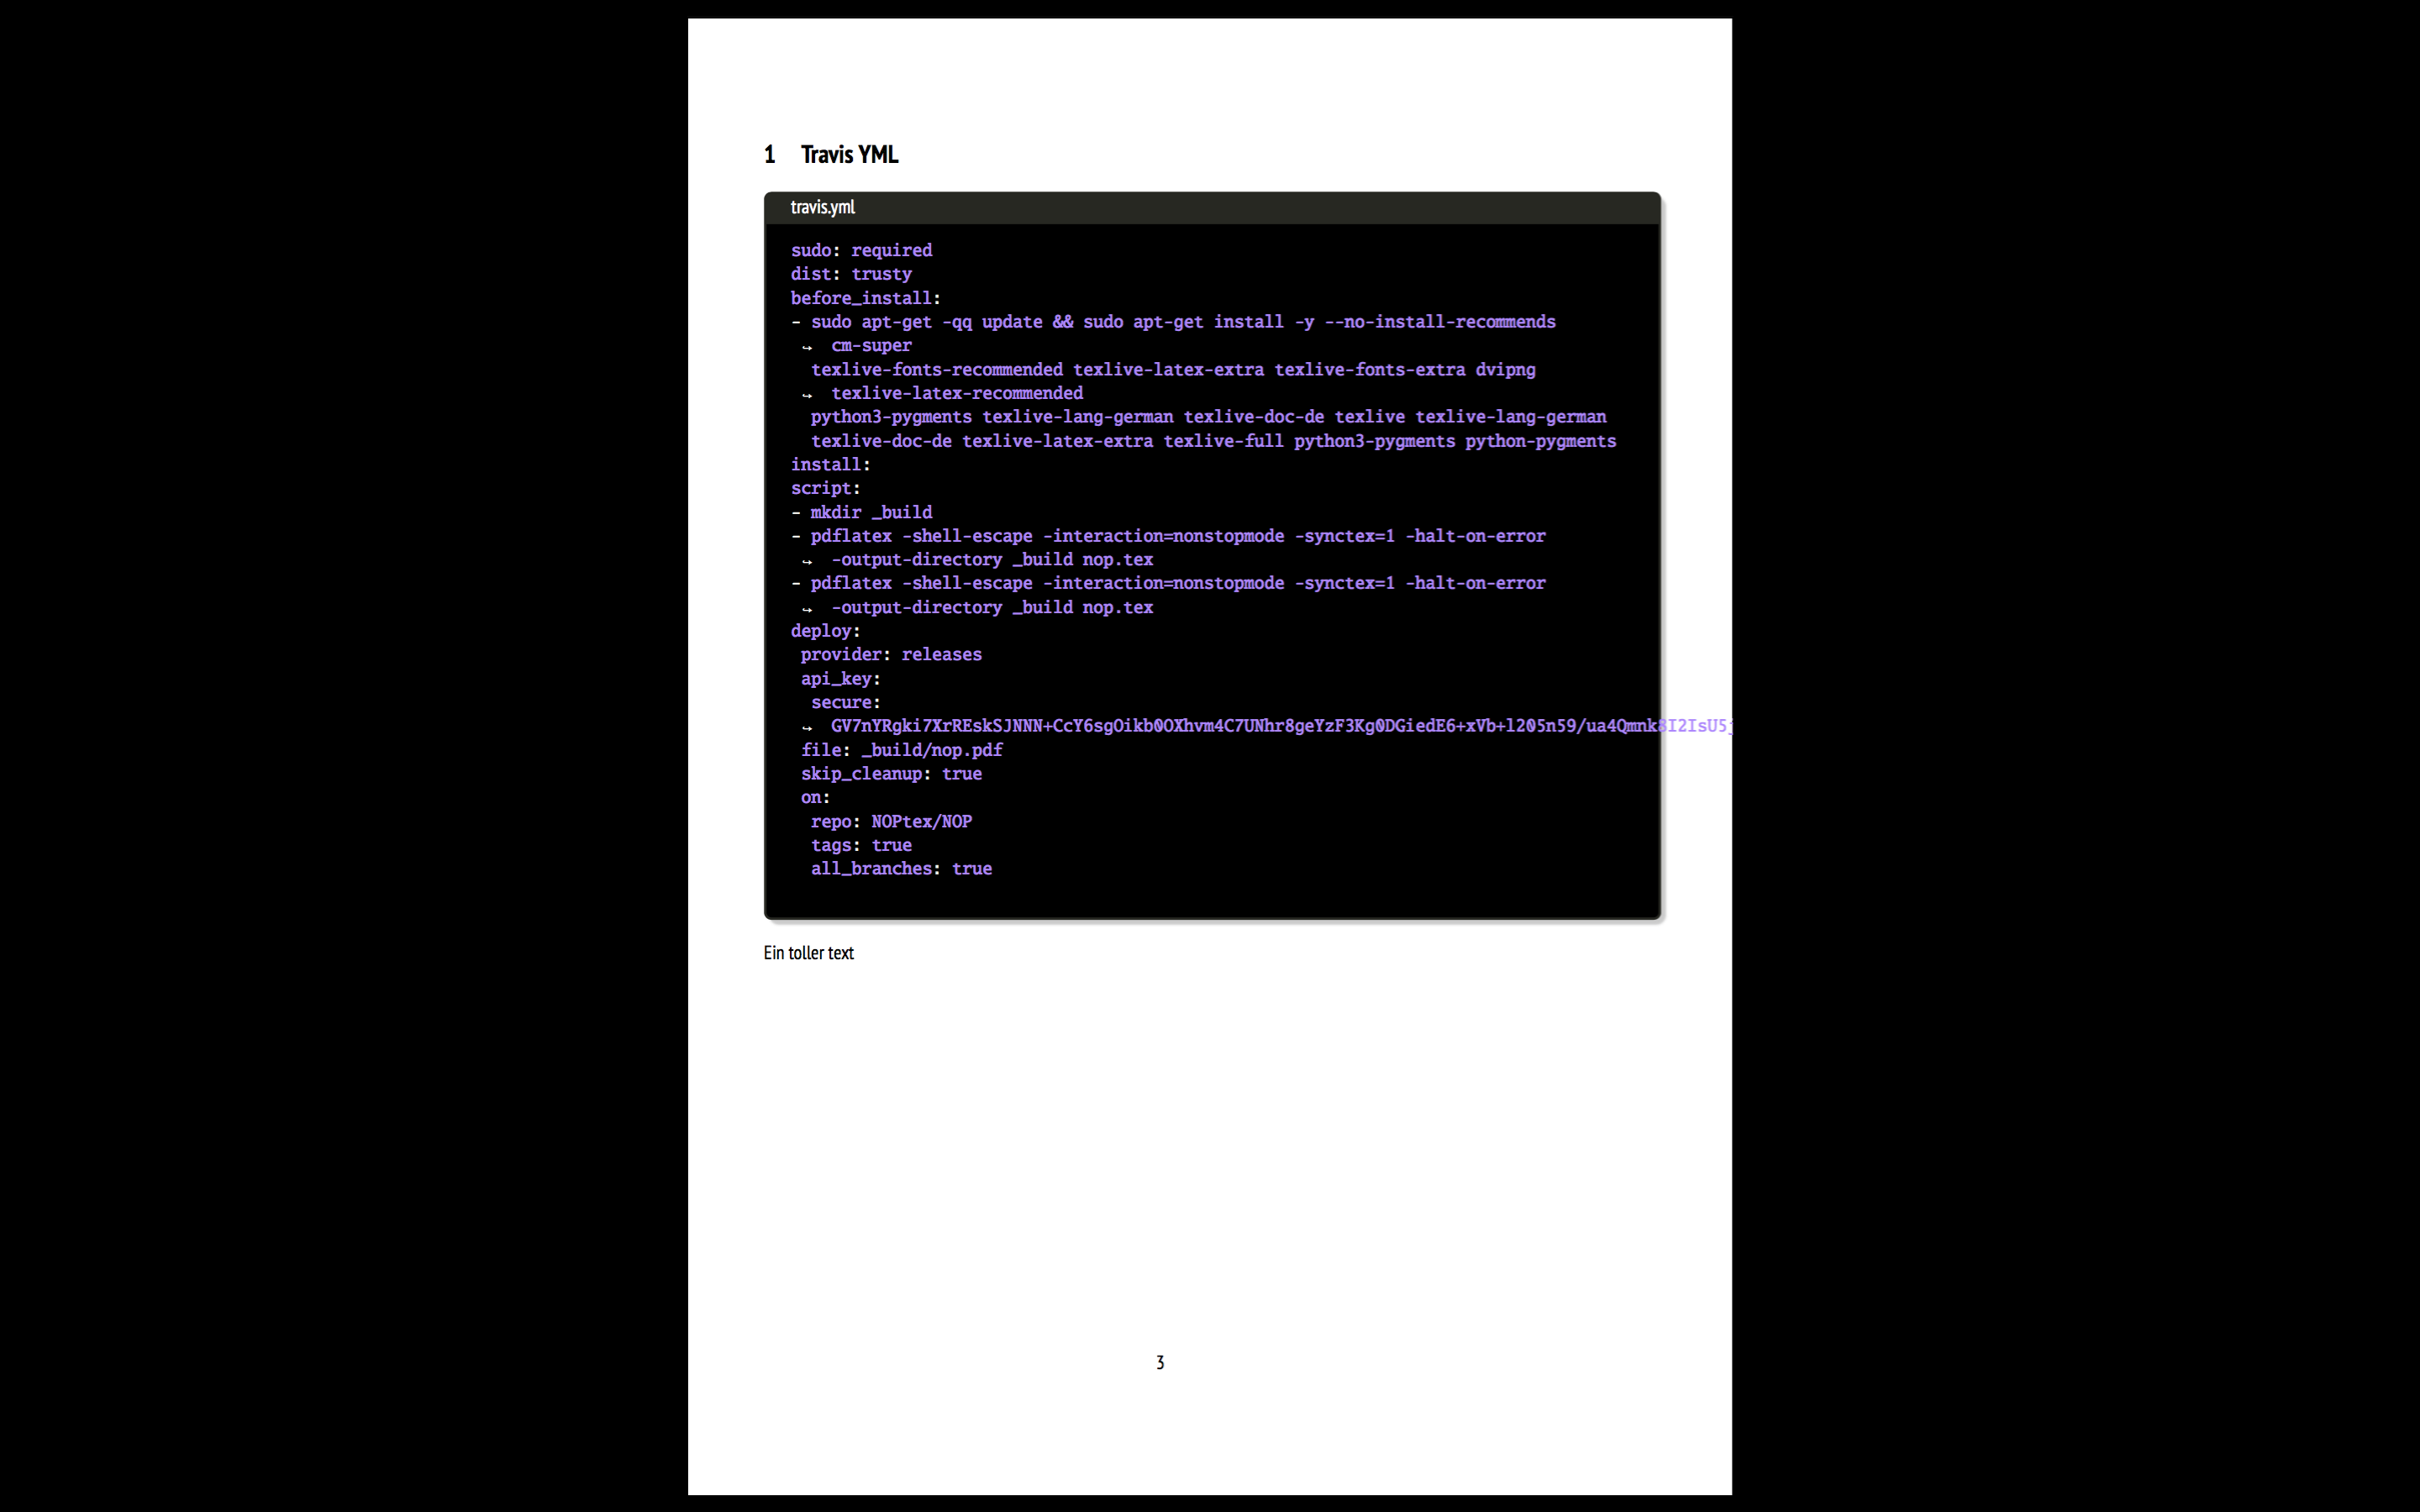 1 Travis YML
travis.yml
sudo: required
dist: trusty
before_install:
- sudo apt-get -qq update && sudo apt-get install -y --no-install-recommends
↪ cm-super
texlive-fonts-recommended texlive-latex-extra texlive-fonts-extra dvipng
↪ texlive-latex-recommended
python3-pygments texlive-lang-german texlive-doc-de texlive texlive-lang-german
texlive-doc-de texlive-latex-extra texlive-full python3-pygments python-pygments
install:
script:
- mkdir _build
- pdflatex -shell-escape -interaction=nonstopmode -synctex=1 -halt-on-error
↪ -output-directory _build nop.tex
- pdflatex -shell-escape -interaction=nonstopmode -synctex=1 -halt-on-error
↪ -output-directory _build nop.tex
deploy:
provider: releases
api_key:
secure:
↪ GV7nYRgki7XrREskSJNNN+CcY6sgOikb0OXhvm4C7UNhr8geYzF3Kg0DGiedE6+xVb+l205n59/ua4Qmnk8I2IsU5j
file: _build/nop.pdf
skip_cleanup: true
on:
repo: NOPtex/NOP
tags: true
all_branches: true
Ein toller text
3